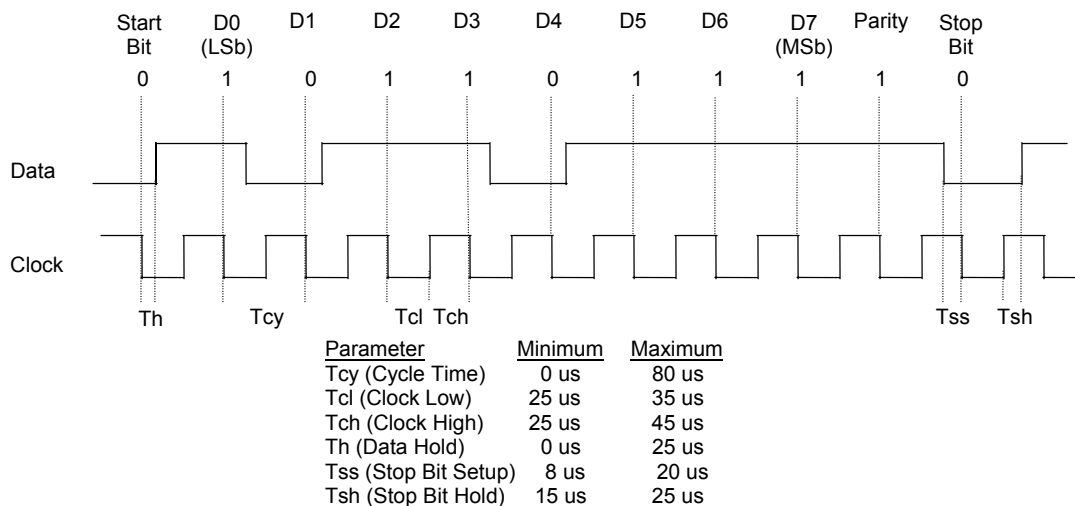 Start Bit D0 (LSb) D1 D2 D3 D4 D5 D6 D7 (MSb) Parity Stop Bit
0 1 0 1 1 0 1 1 1 1 0
Data
Clock
Th Tcy Tcl Tch Tss Tsh
Parameter Minimum Maximum
Tcy (Cycle Time) 0 us 80 us
Tcl (Clock Low) 25 us 35 us
Tch (Clock High) 25 us 45 us
Th (Data Hold) 0 us 25 us
Tss (Stop Bit Setup) 8 us 20 us
Tsh (Stop Bit Hold) 15 us 25 us